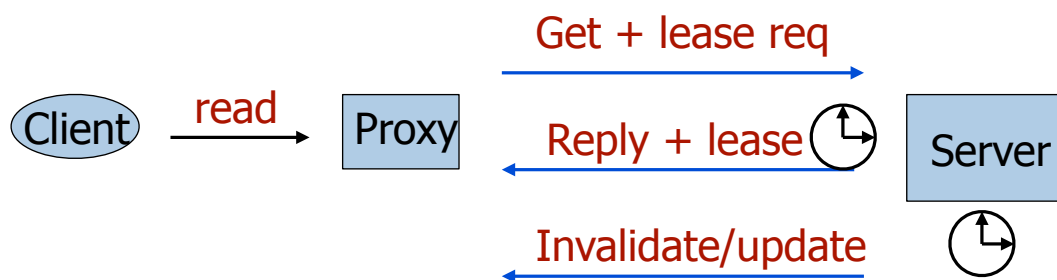 Get + lease req
read
Client
Proxy
Reply + lease
Server
Invalidate/update